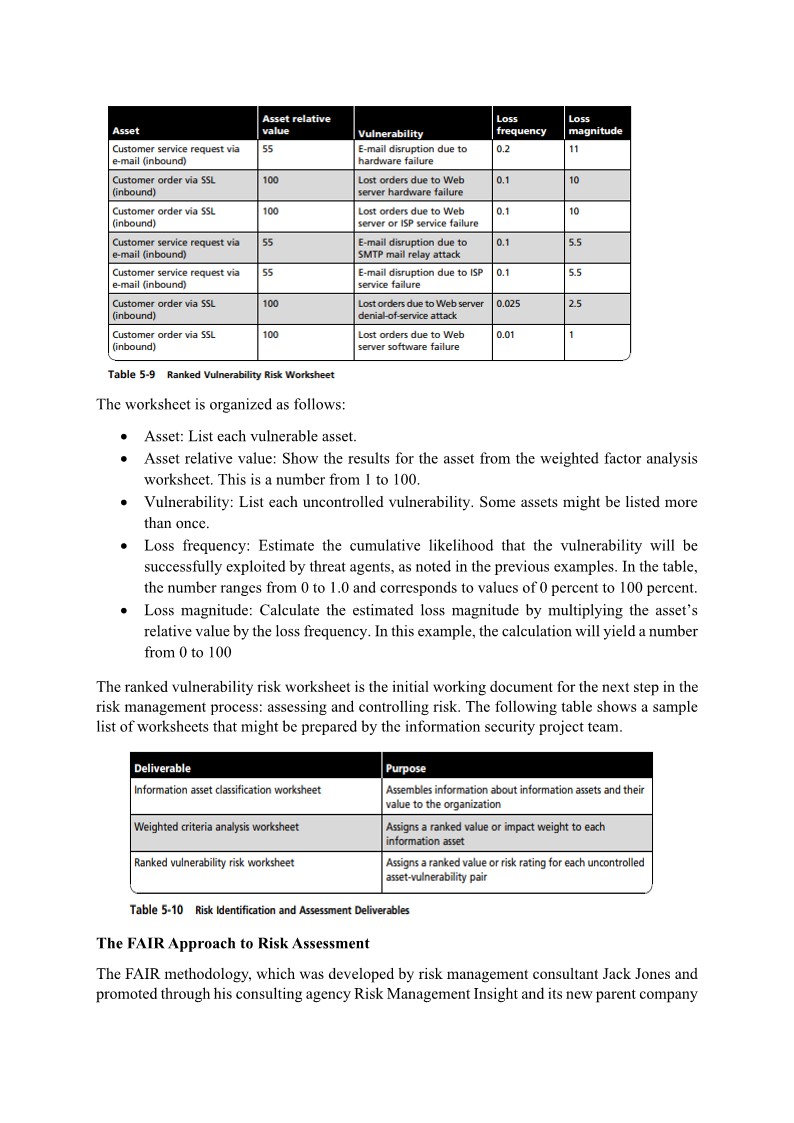 Asset Asset relative value Vulnerability Loss frequency Loss magnitude
Customer service request via e-mail (inbound) 55 E-mail disruption due to hardware failure 0.2 11
Customer order via SSL (inbound) 100 Lost orders due to Web server hardware failure 0.1 10
Customer order via SSL (inbound) 100 Lost orders due to Web server or ISP service failure 0.1 10
Customer service request via e-mail (inbound) 55 E-mail disruption due to SMTP mail relay attack 0.1 5.5
Customer service request via e-mail (inbound) 55 E-mail disruption due to ISP service failure 0.1 5.5
Customer order via SSL (inbound) 100 Lost orders due to Web server denial-of-service attack 0.025 2.5
Customer order via SSL (inbound) 100 Lost orders due to Web server software failure 0.01 1
Table 5-9 Ranked Vulnerability Risk Worksheet
The worksheet is organized as follows:
• Asset: List each vulnerable asset.
• Asset relative value: Show the results for the asset from the weighted factor analysis
worksheet. This is a number from 1 to 100.
• Vulnerability: List each uncontrolled vulnerability. Some assets might be listed more
than once.
• Loss frequency: Estimate the cumulative likelihood that the vulnerability will be
successfully exploited by threat agents, as noted in the previous examples. In the table,
the number ranges from 0 to 1.0 and corresponds to values of 0 percent to 100 percent.
• Loss magnitude: Calculate the estimated loss magnitude by multiplying the asset’s
relative value by the loss frequency. In this example, the calculation will yield a number
from 0 to 100
The ranked vulnerability risk worksheet is the initial working document for the next step in the
risk management process: assessing and controlling risk. The following table shows a sample
list of worksheets that might be prepared by the information security project team.
Deliverable Purpose
Information asset classification worksheet Assembles information about information assets and their
value to the organization
Weighted criteria analysis worksheet Assigns a ranked value or impact weight to each
information asset
Ranked vulnerability risk worksheet Assigns a ranked value or risk rating for each uncontrolled
asset-vulnerability pair
Table 5-10 Risk Identification and Assessment Deliverables
The FAIR Approach to Risk Assessment
The FAIR methodology, which was developed by risk management consultant Jack Jones and
promoted through his consulting agency Risk Management Insight and its new parent company